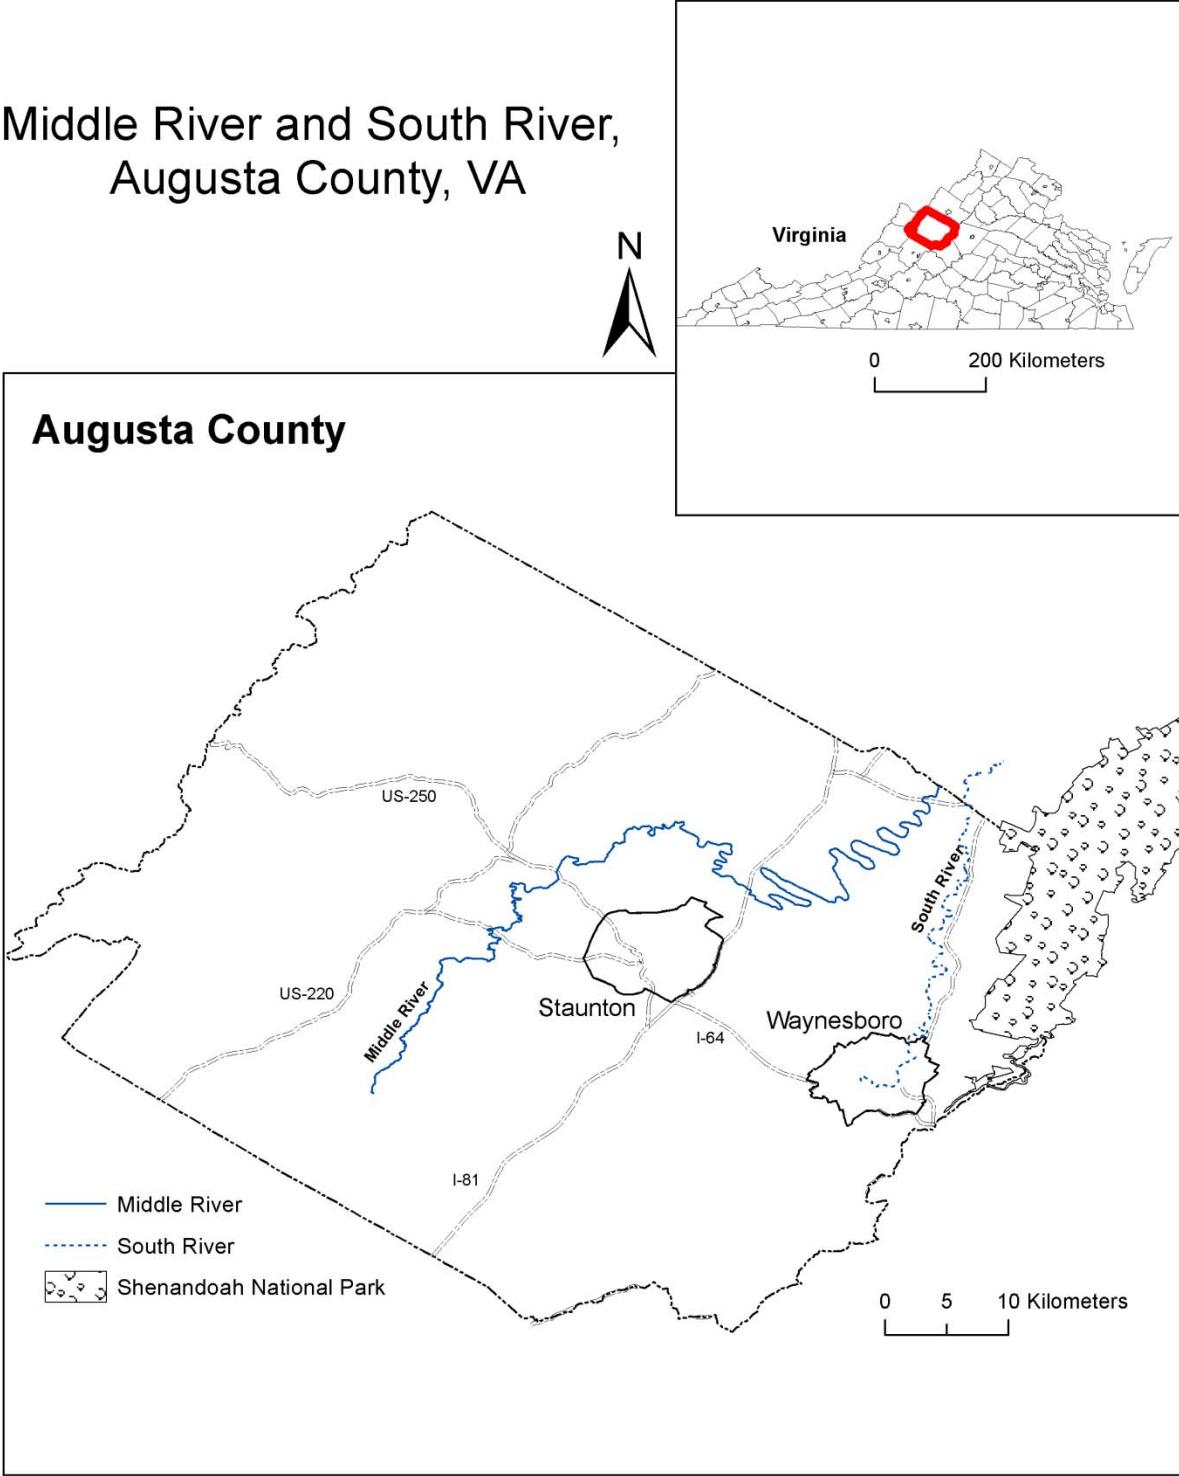 Middle River and South River,
Augusta County, VA
N
Virginia
0 200 Kilometers
Augusta County
US-250
South River
US-220
Middle River
Staunton
Waynesboro
I-64
I-81
Middle River
South River
Shenandoah National Park
0 5 10 Kilometers